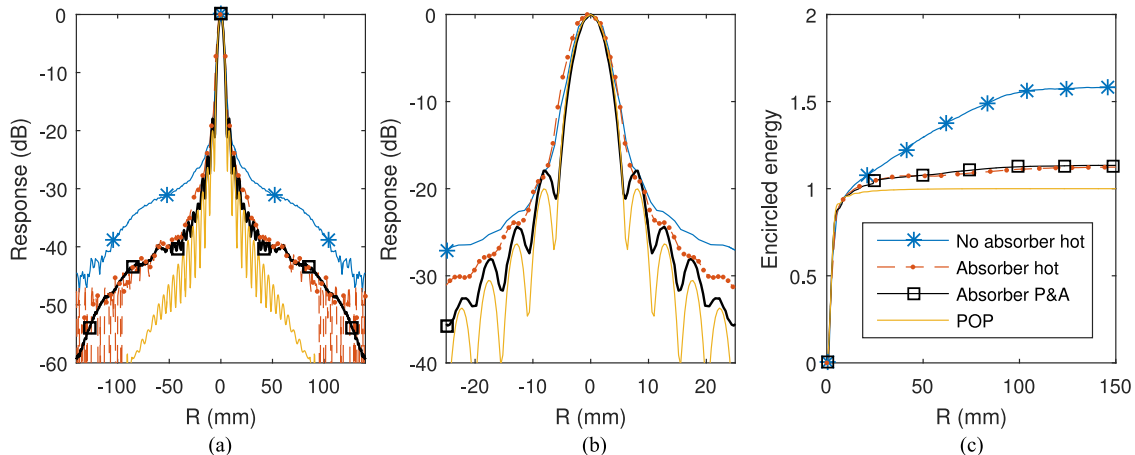 0
-10
-20
-30
-40
-50
-60
Response (dB)
-100
-50
0
50
100
R (mm)
(a)
0
-10
-20
-30
-40
Response (dB)
-20
-10
0
10
20
R (mm)
(b)
2
1.5
1
0.5
0
Encircled energy
0
50
100
150
R (mm)
(c)
No absorber hot
Absorber hot
Absorber P&A
POP